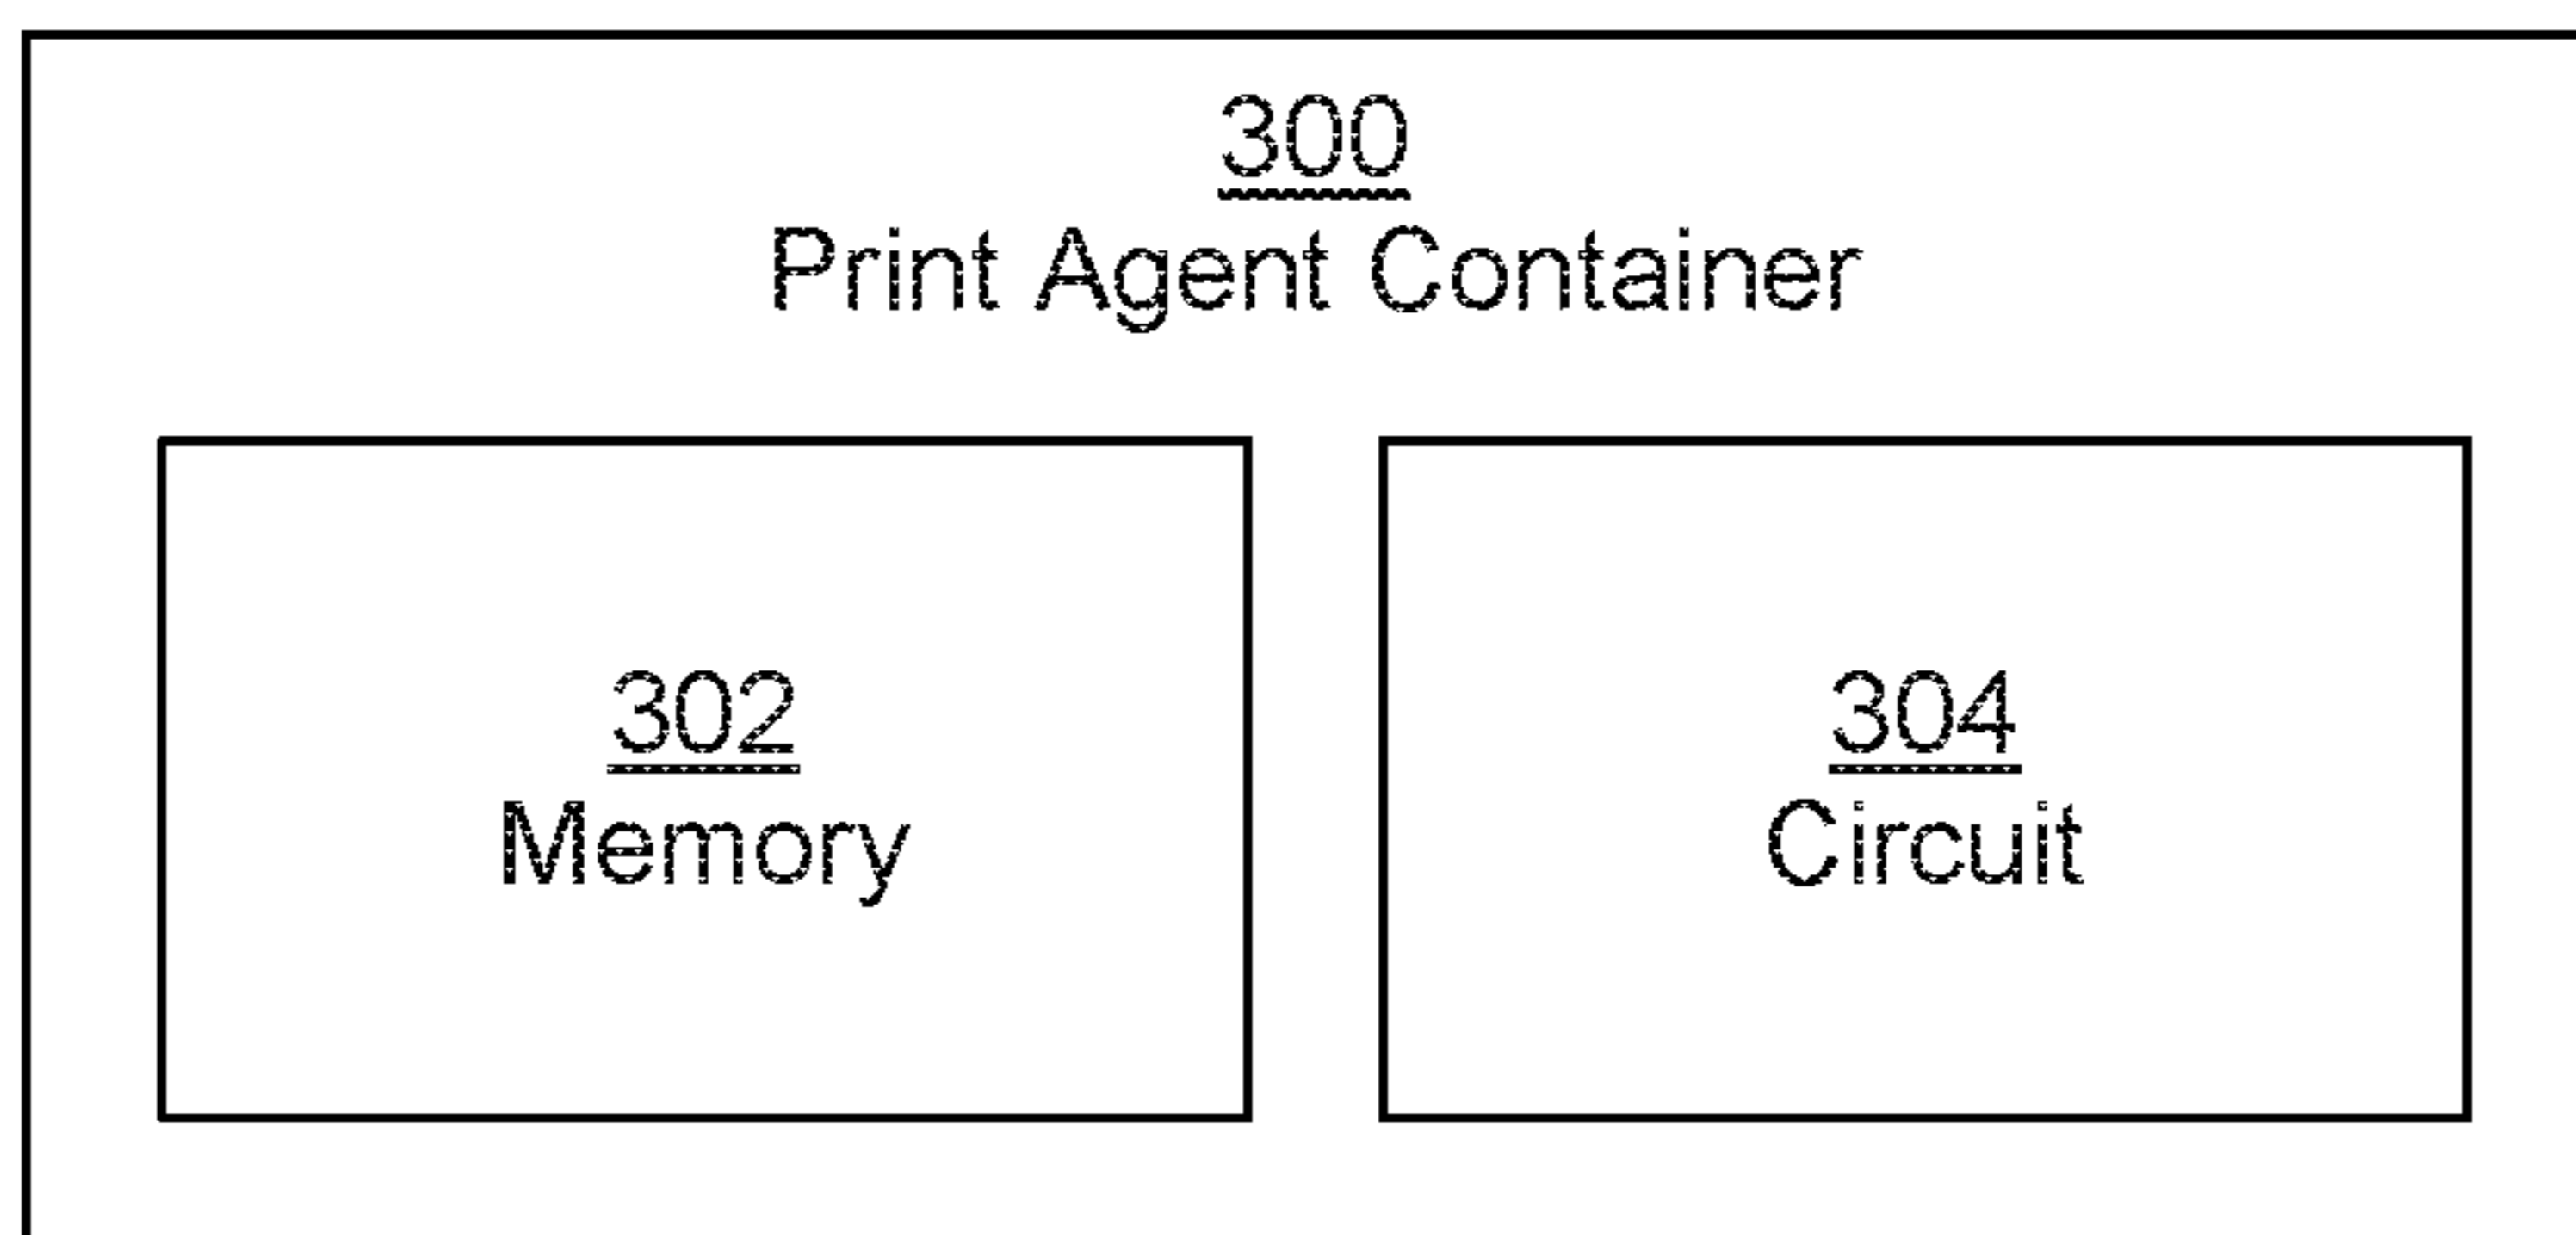 300
Print Agent Container
302
Memory
304
Circuit